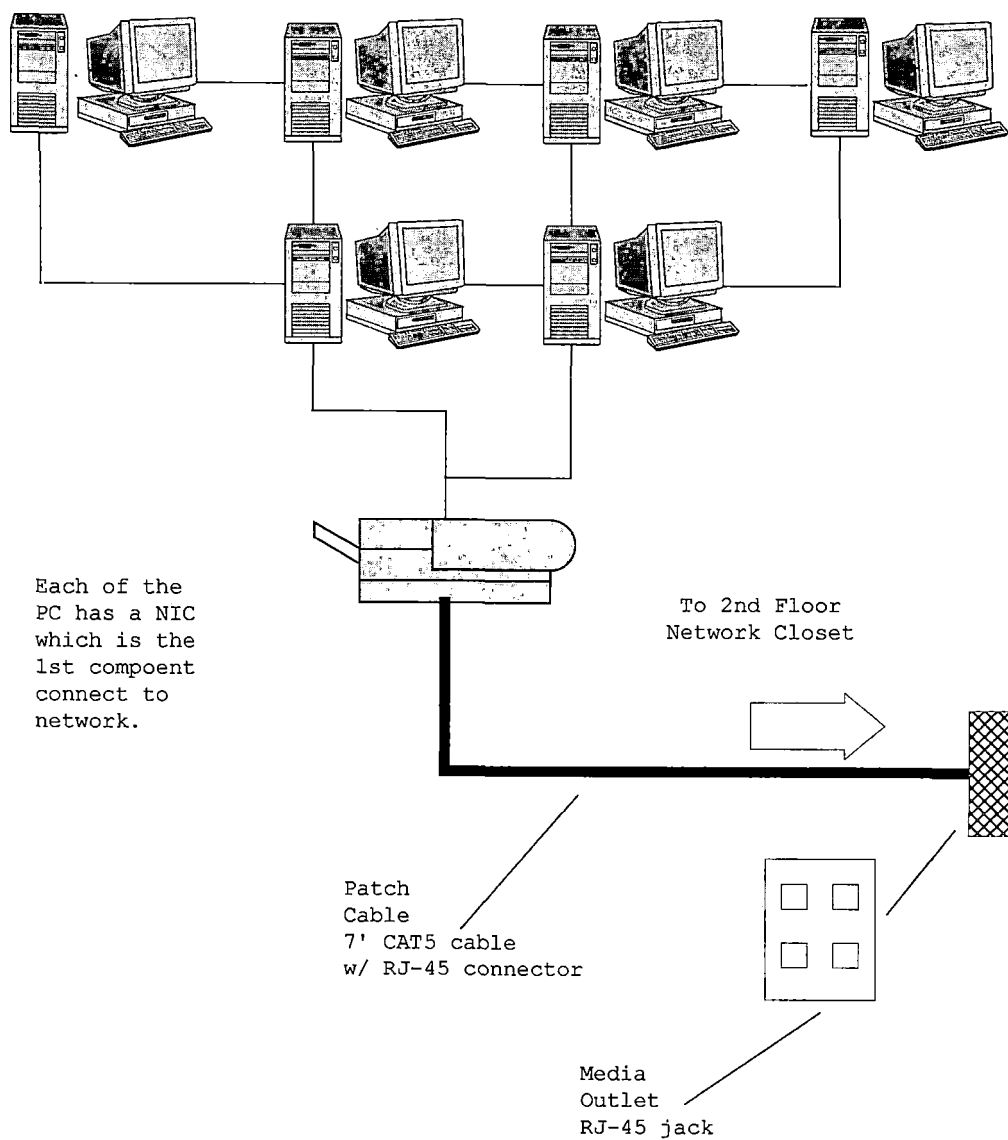 Each of the
PC has a NIC
which is the
1st compoent
connect to
network.
To 2nd Floor
Network Closet
Patch
Cable
7' CAT5 cable
w/ RJ-45 connector
Media
Outlet
RJ-45 jack